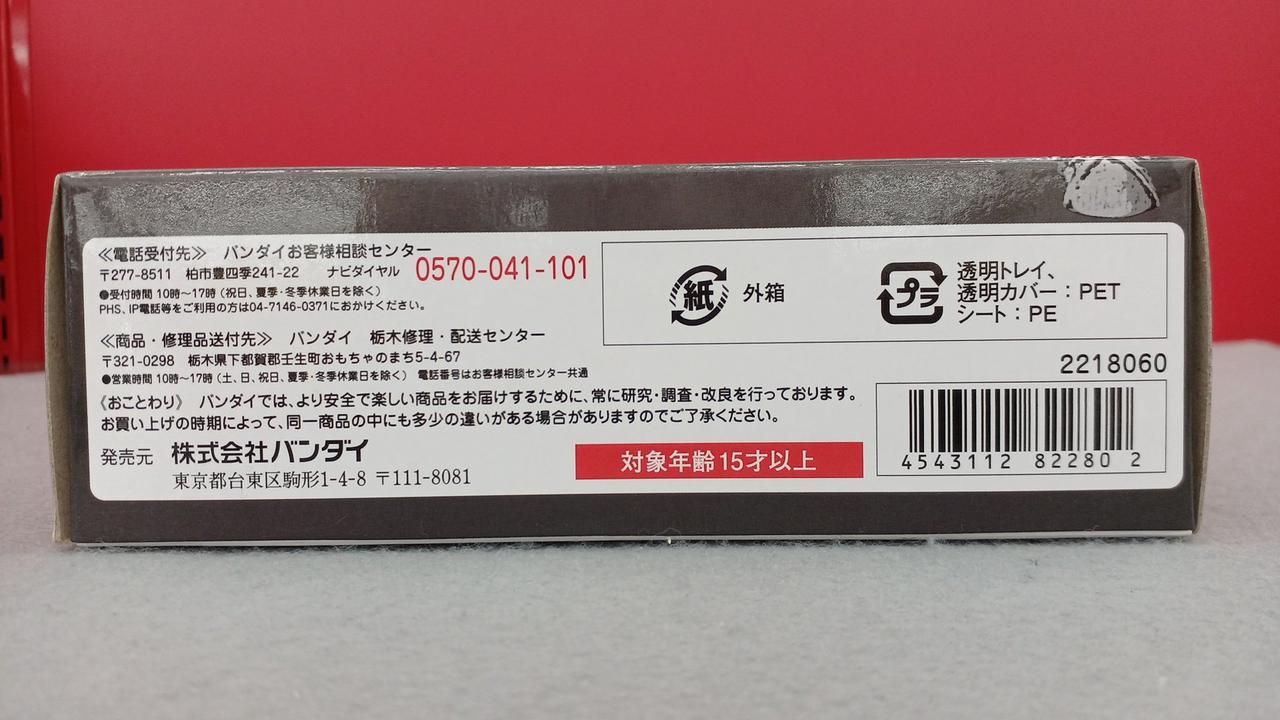 ≪電話受付先≫ バンダイお客様相談センター
〒277-8511 柏市豊四季241-22 ナビダイヤル 0570-041-101
●受付時間 10時〜17時 (祝日、夏季・冬季休業日を除く)
PHS、IP電話等をご利用の方は04-7146-0371におかけください。
≪商品・修理品送付先≫ バンダイ 栃木修理・配送センター
〒321-0298 栃木県下都賀郡壬生町おもちゃのまち5-4-67
●営業時間 10時〜17時 (土、日、祝日、夏季・冬季休業日を除く) 電話番号はお客様相談センター共通
《おことわり》 バンダイでは、より安全で楽しい商品をお届けするために、常に研究・調査・改良を行っております。
お買い上げの時期によって、同一商品の中にも多少の違いがある場合がありますのでご了承ください。
発売元 株式会社バンダイ
東京都台東区駒形1-4-8 〒111-8081
対象年齢15才以上
紙 外箱
プラ 透明トレイ、
透明カバー：PET
シート：PE
2218060
4543112 82280 2